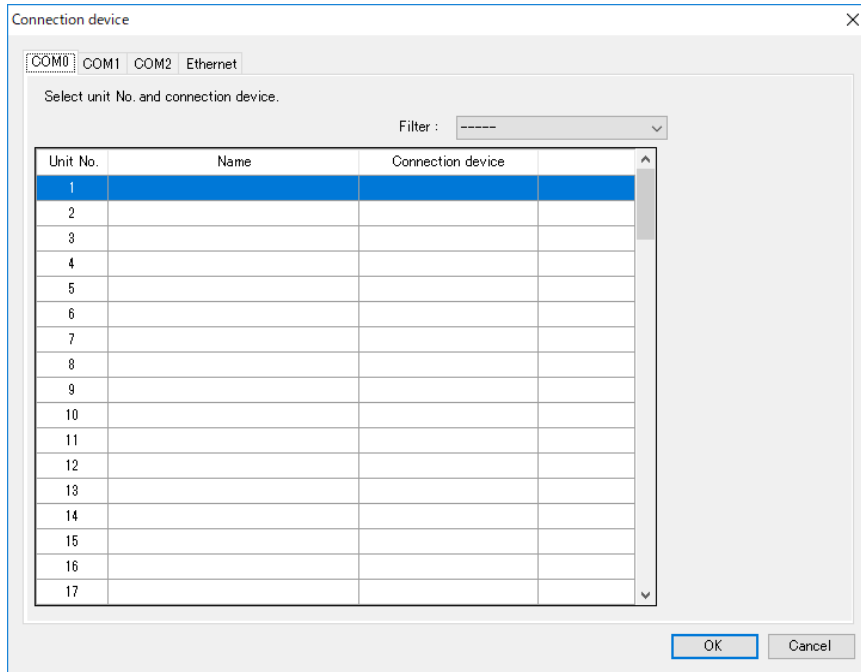 Connection device
COM0 COM1 COM2 Ethernet
Select unit No. and connection device.
Filter : -----
Unit No. Name Connection device
1
2
3
4
5
6
7
8
9
10
11
12
13
14
15
16
17
OK Cancel